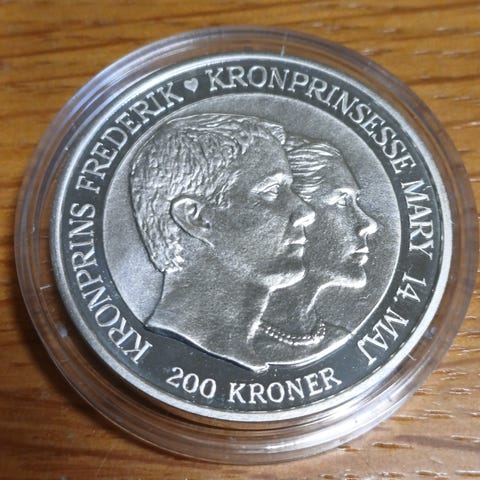 KRONPRINS FREDERIK ♥ KRONPRINSESSE MARY 14. MAJ
200 KRONER